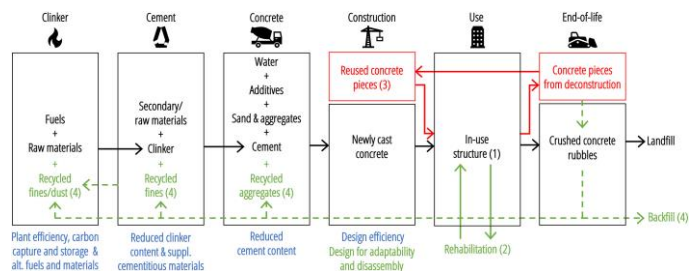 Clinker
Cement
Concrete
Construction
Use
End-of-life
Fuels
+
Raw materials
+
Recycled
fines/dust (4)
Secondary/
raw materials
+
Clinker
+
Recycled
fines (4)
Water
+
Additives
+
Sand & aggregates
+
Cement
+
Recycled
aggregates (4)
Reused concrete
pieces (3)
Newly cast
concrete
In-use
structure (1)
Concrete pieces
from deconstruction
Crushed concrete
rubbles
Landfill
Backfill (4)
Plant efficiency, carbon
capture and storage &
alt. fuels and materials
Reduced clinker
content & suppl.
cementitious materials
Reduced
cement content
Design efficiency
Design for adaptability
and disassembly
Rehabilitation (2)